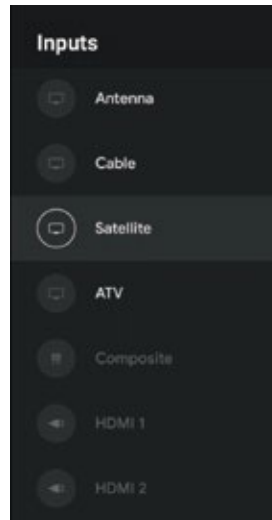 Inputs
Antenna
Cable
Satellite
ATV
Composite
HDMI 1
HDMI 2